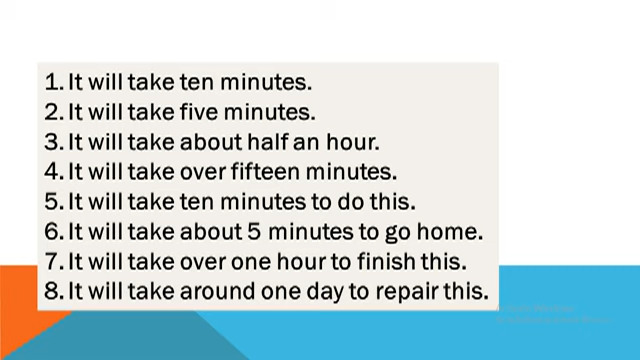 1. It will take ten minutes.
2. It will take five minutes.
3. It will take about half an hour.
4. It will take over fifteen minutes.
5. It will take ten minutes to do this.
6. It will take about 5 minutes to go home.
7. It will take over one hour to finish this.
8. It will take around one day to repair this.